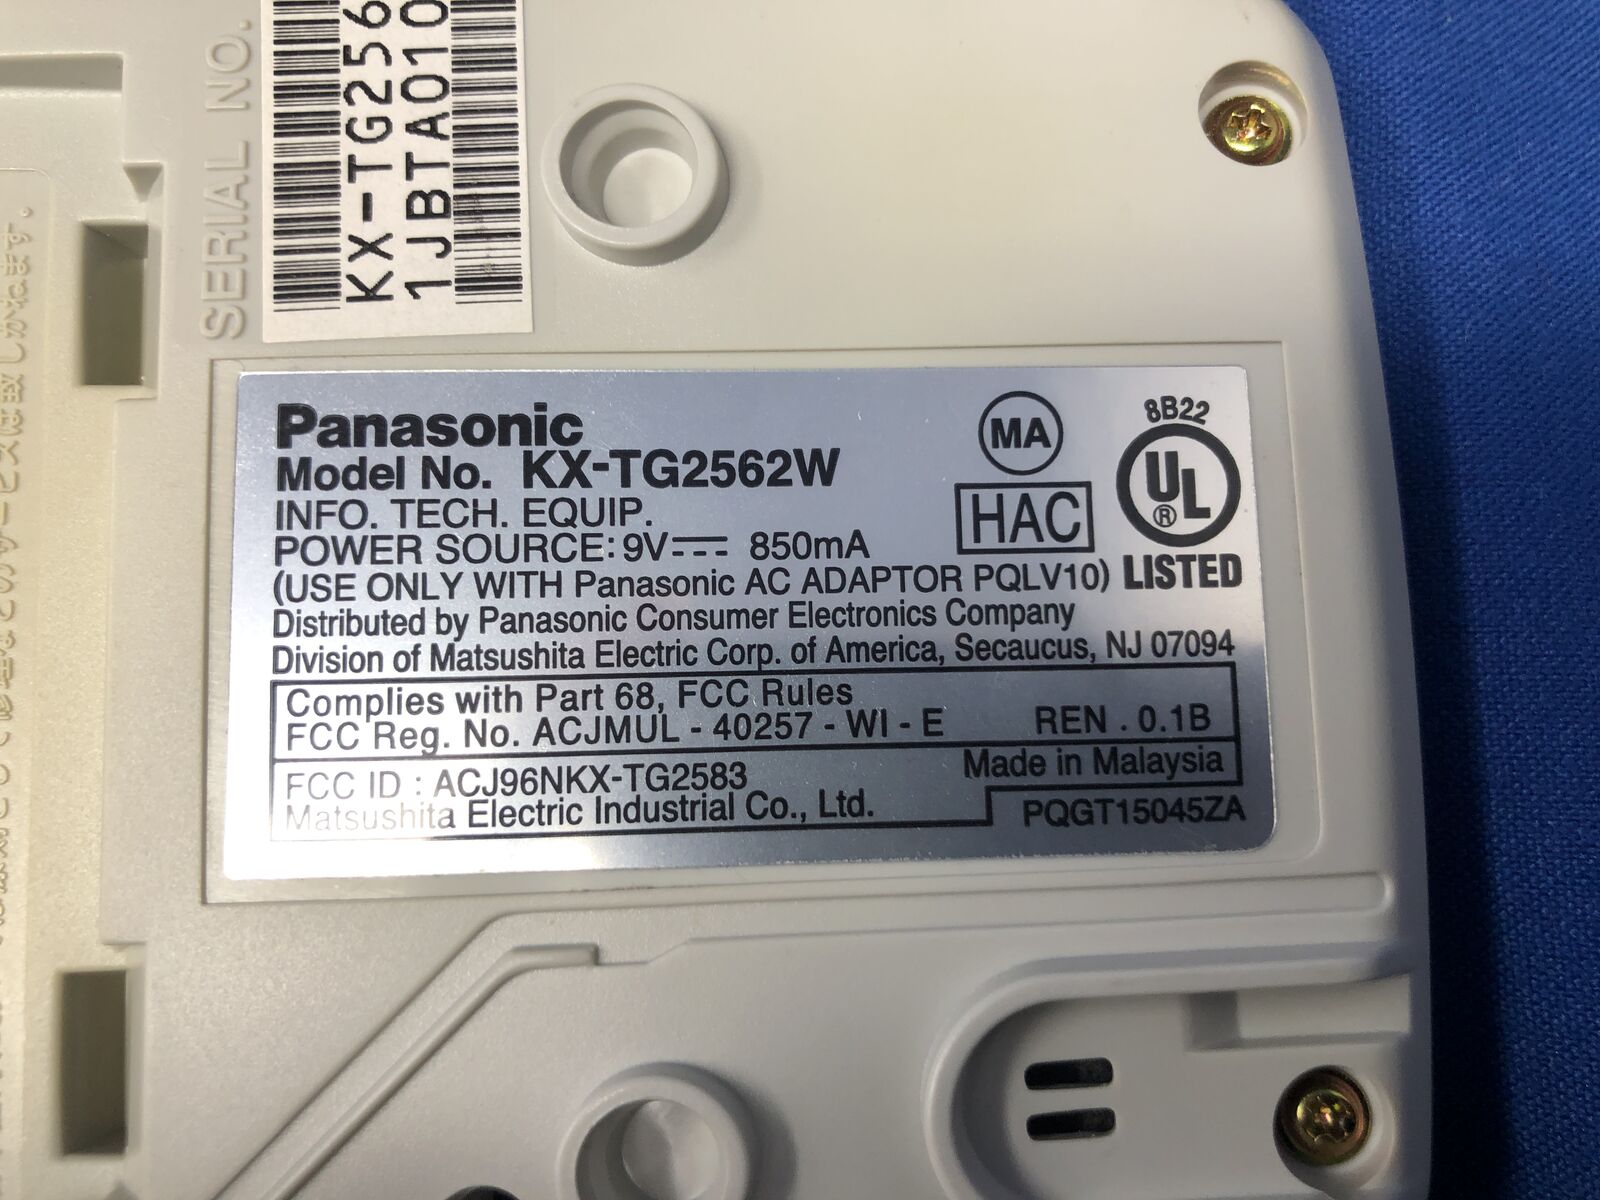 SERIAL NO.
KX-TG256
1JBTA010
Panasonic
Model No. KX-TG2562W
INFO. TECH. EQUIP.
POWER SOURCE: 9V⎓ 850mA
(USE ONLY WITH Panasonic AC ADAPTOR PQLV10)
Distributed by Panasonic Consumer Electronics Company
Division of Matsushita Electric Corp. of America, Secaucus, NJ 07094
MA
HAC
8B22
UL
®
LISTED
Complies with Part 68, FCC Rules
FCC Reg. No. ACJMUL - 40257 - WI - E REN . 0.1B
FCC ID : ACJ96NKX-TG2583
Matsushita Electric Industrial Co., Ltd.
Made in Malaysia
PQGT15045ZA